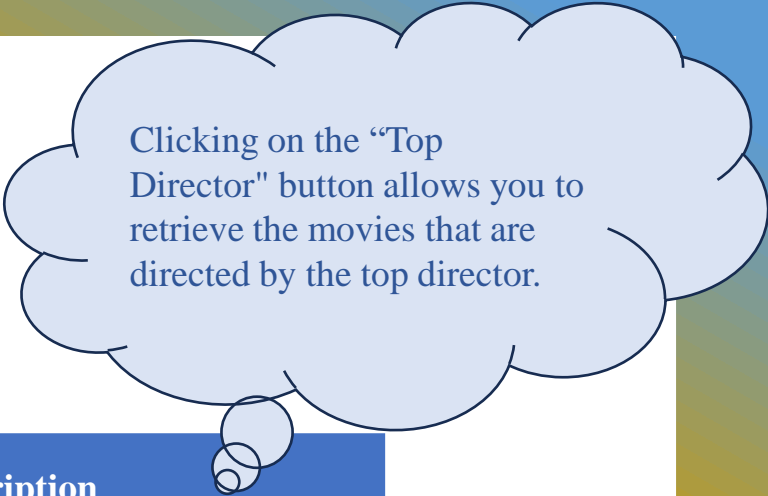 Clicking on the “Top
Director" button allows you to
retrieve the movies that are
directed by the top director.
ription